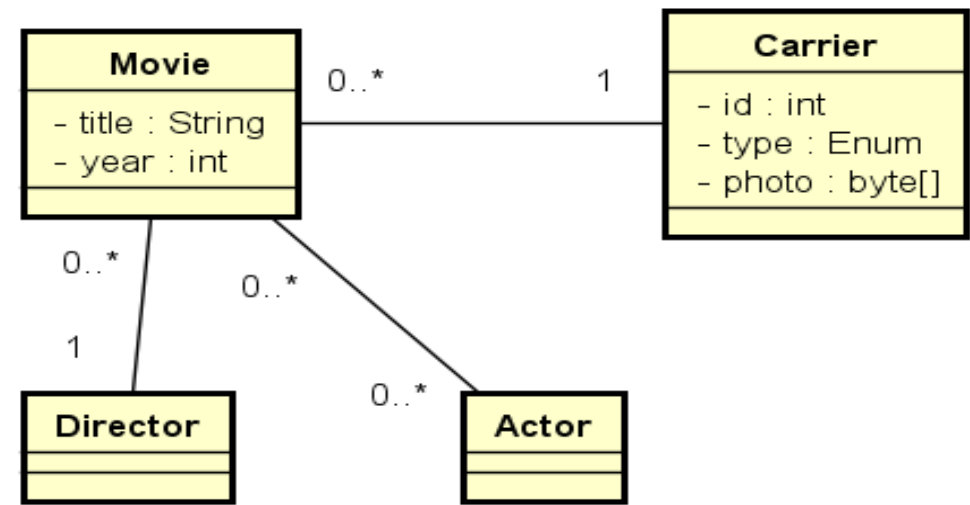 Movie
- title : String
- year : int
0..*
1
Carrier
- id : int
- type : Enum
- photo : byte[]
0..*
1
0..*
0..*
Director
Actor